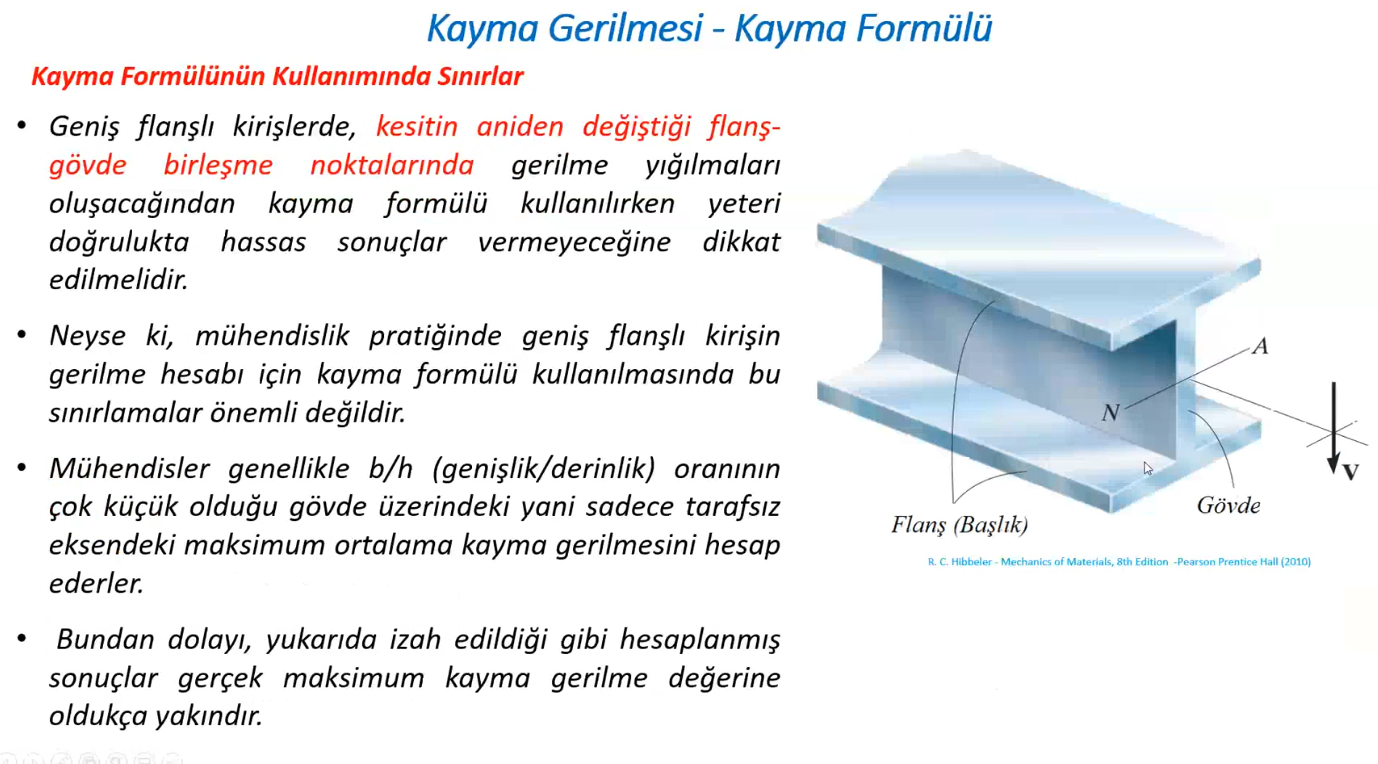 Kayma Gerilmesi - Kayma Formülü
Kayma Formülünün Kullanımında Sınırlar
• Geniş flanşlı kirişlerde, kesitin aniden değiştiği flanş-
gövde birleşme noktalarında gerilme yığılmaları
oluşacağından kayma formülü kullanılırken yeteri
doğrulukta hassas sonuçlar vermeyeceğine dikkat
edilmelidir.
• Neyse ki, mühendislik pratiğinde geniş flanşlı kirişin
gerilme hesabı için kayma formülü kullanılmasında bu
sınırlamalar önemli değildir.
• Mühendisler genellikle b/h (genişlik/derinlik) oranının
çok küçük olduğu gövde üzerindeki yani sadece tarafsız
eksendeki maksimum ortalama kayma gerilmesini hesap
ederler.
• Bundan dolayı, yukarıda izah edildiği gibi hesaplanmış
sonuçlar gerçek maksimum kayma gerilme değerine
oldukça yakındır.
A
N
V
Gövde
Flanş (Başlık)
R. C. Hibbeler - Mechanics of Materials, 8th Edition -Pearson Prentice Hall (2010)